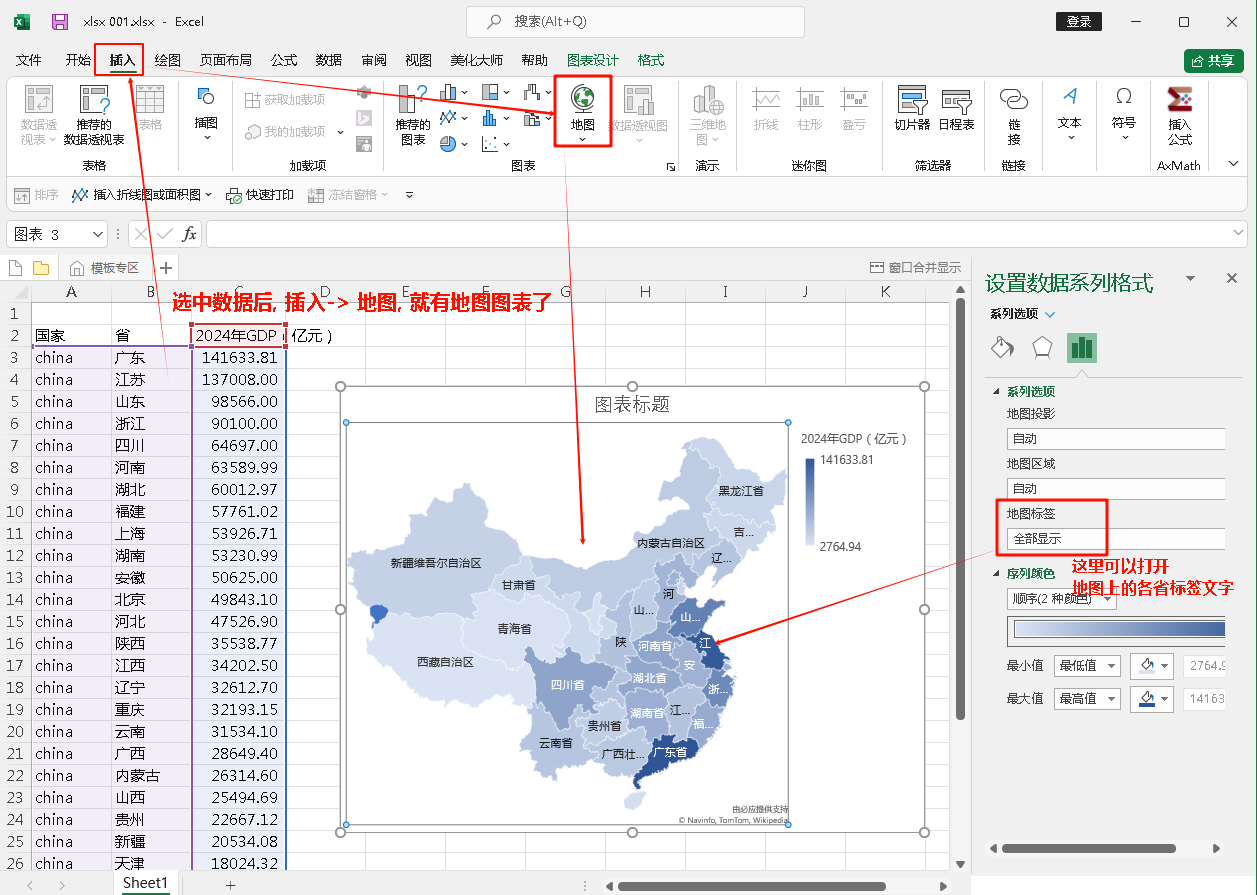 xlsx 001.xlsx - Excel
搜索(Alt+Q)
登录
文件 开始 插入 绘图 页面布局 公式 数据 审阅 视图 美化大师 帮助 图表设计 格式
共享
数据透视表
推荐的数据透视表
表格
插图
获取加载项
我的加载项
推荐的图表
地图
数据透视图
三维地图
折线
柱形
盈亏
切片器
日程表
链接
文本
符号
插入公式
表格 加载项 图表 演示 迷你图 筛选器 链接 AxMath
排序 插入折线图或面积图 快速打印 冻结窗格
图表 3
fx
模板专区
窗口合并显示
A B C D E F G H I J K
选中数据后, 插入-> 地图, 就有地图图表了
1
2 国家 省 2024年GDP（亿元）
3 china 广东 141633.81
4 china 江苏 137008.00
5 china 山东 98566.00
6 china 浙江 90100.00
7 china 四川 64697.00
8 china 河南 63589.99
9 china 湖北 60012.97
10 china 福建 57761.02
11 china 上海 53926.71
12 china 湖南 53230.99
13 china 安徽 50625.00
14 china 北京 49843.10
15 china 河北 47526.90
16 china 陕西 35538.77
17 china 江西 34202.50
18 china 辽宁 32612.70
19 china 重庆 32193.15
20 china 云南 31534.10
21 china 广西 28649.40
22 china 内蒙古 26314.60
23 china 山西 25494.69
24 china 贵州 22667.12
25 china 新疆 20534.08
26 china 天津 18024.32
图表标题
2024年GDP（亿元）
141633.81
2764.94
黑龙江省
吉...
内蒙古自治区
辽...
新疆维吾尔自治区
甘肃省
河
山...
山...
青海省
陕
河南省
江
西藏自治区
安
四川省
湖北省
浙...
湖南省
江...
贵州省
福...
云南省
广西壮...
广东省
由必应提供支持
© Navinfo, TomTom, Wikipedia
设置数据系列格式
系列选项
系列选项
地图投影
自动
地图区域
自动
地图标签
全部显示
这里可以打开
地图上的各省标签文字
序列颜色
顺序(2 种颜色)
最小值 最低值 2764.9
最大值 最高值 14163
Sheet1